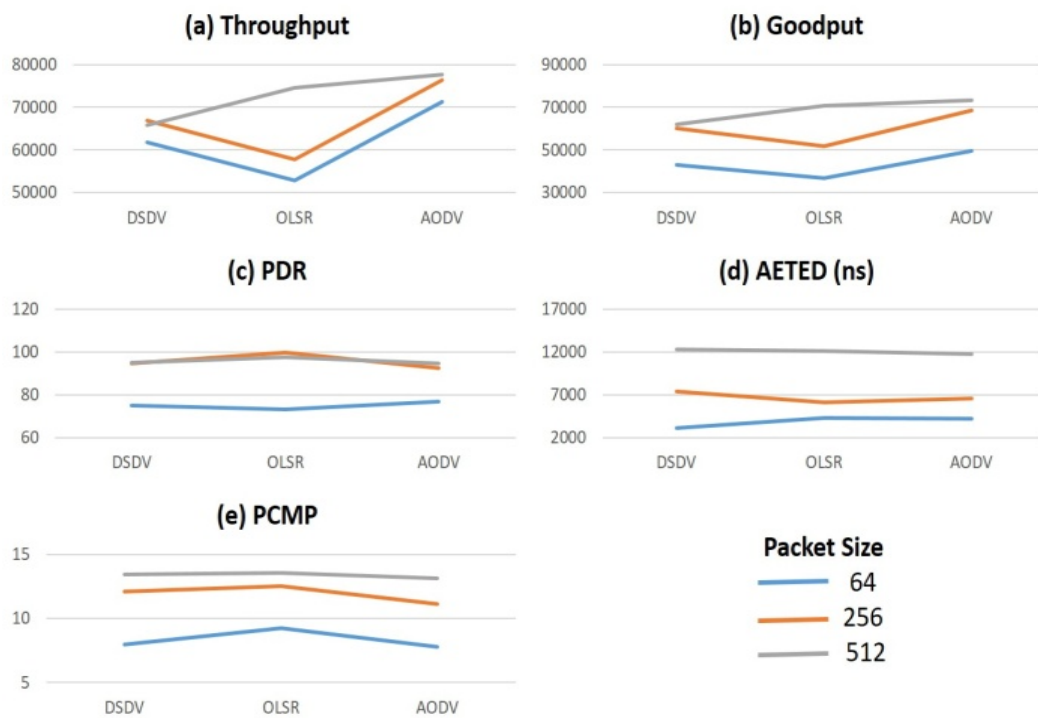 (a) Throughput
80000
70000
60000
50000
DSDV OLSR AODV
(b) Goodput
90000
70000
50000
30000
DSDV OLSR AODV
(c) PDR
120
100
80
60
DSDV OLSR AODV
(d) AETED (ns)
17000
12000
7000
2000
DSDV OLSR AODV
(e) PCMP
15
10
5
DSDV OLSR AODV
Packet Size
64
256
512